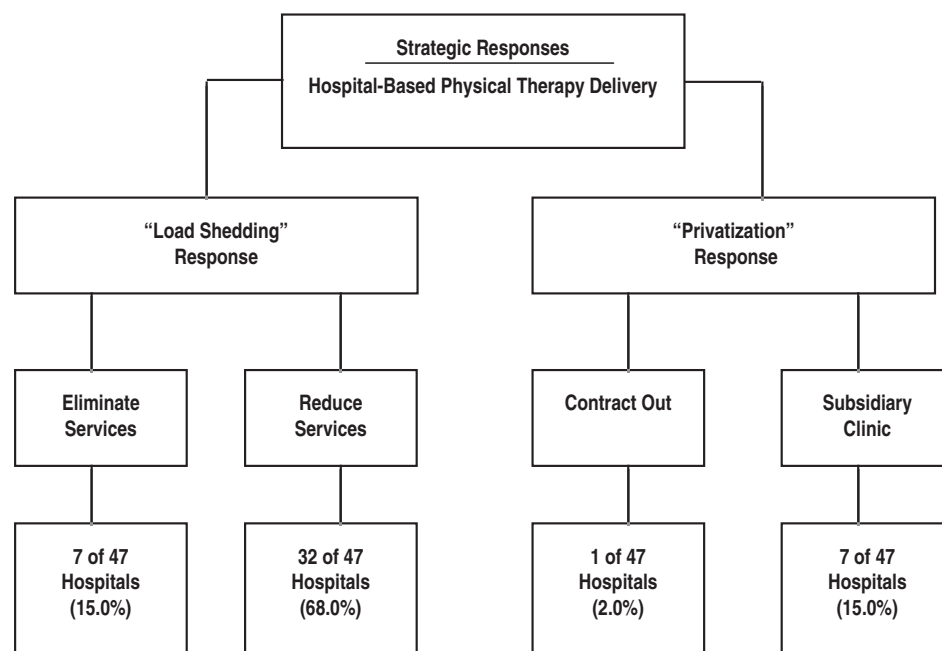 Strategic Responses
Hospital-Based Physical Therapy Delivery
“Load Shedding”
Response
“Privatization”
Response
Eliminate
Services
Reduce
Services
Contract Out
Subsidiary
Clinic
7 of 47
Hospitals
(15.0%)
32 of 47
Hospitals
(68.0%)
1 of 47
Hospitals
(2.0%)
7 of 47
Hospitals
(15.0%)